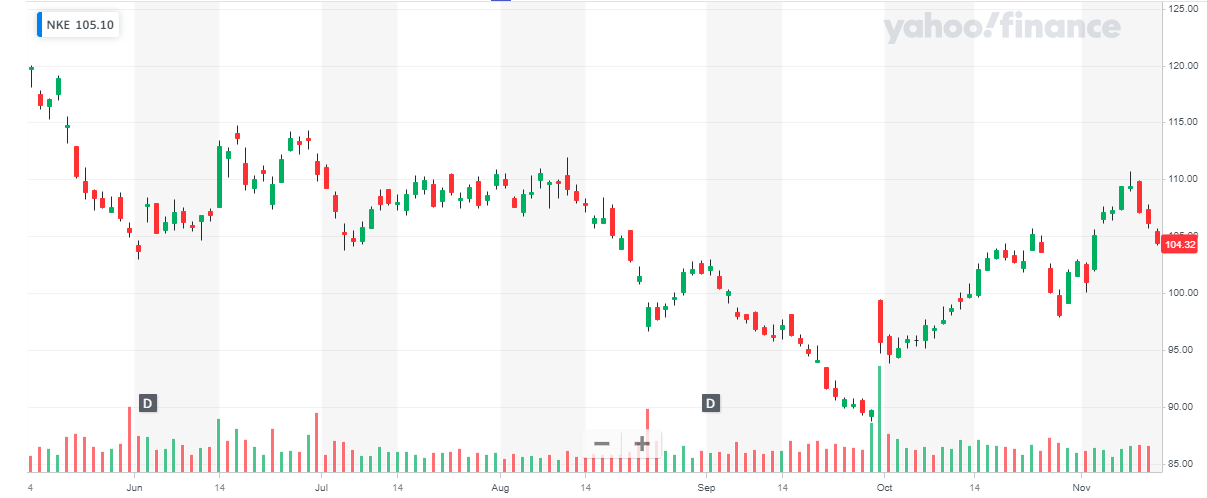 NKE 105.10
yahoo!finance
125.00
120.00
115.00
110.00
105.00
104.32
100.00
95.00
90.00
85.00
D
D
4 Jun 14 Jul 14 Aug 14 Sep 14 Oct 14 Nov